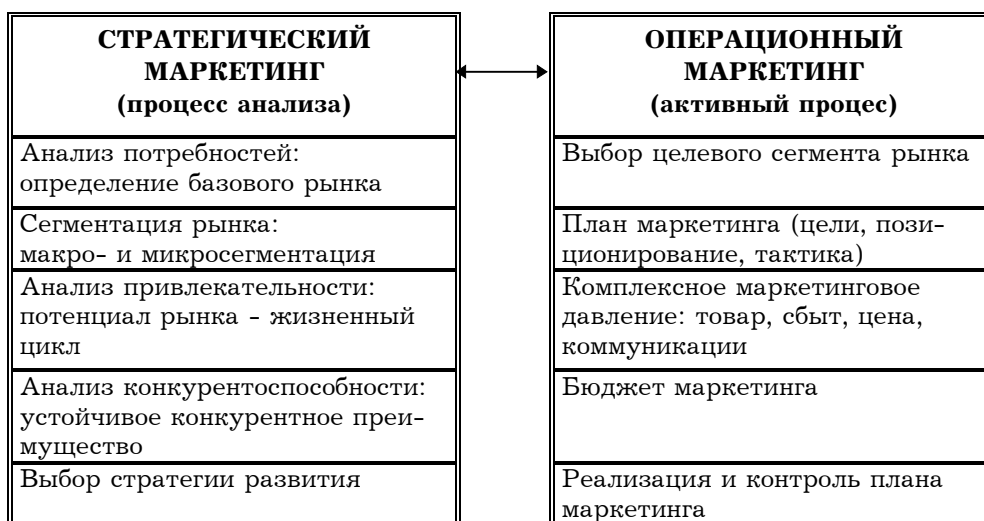 СТРАТЕГИЧЕСКИЙ
МАРКЕТИНГ
(процесс анализа)
Анализ потребностей:
определение базового рынка
Сегментация рынка:
макро- и микросегментация
Анализ привлекательности:
потенциал рынка - жизненный
цикл
Анализ конкурентоспособности:
устойчивое конкурентное преи-
мущество
Выбор стратегии развития
ОПЕРАЦИОННЫЙ
МАРКЕТИНГ
(активный процес)
Выбор целевого сегмента рынка
План маркетинга (цели, пози-
ционирование, тактика)
Комплексное маркетинговое
давление: товар, сбыт, цена,
коммуникации
Бюджет маркетинга
Реализация и контроль плана
маркетинга